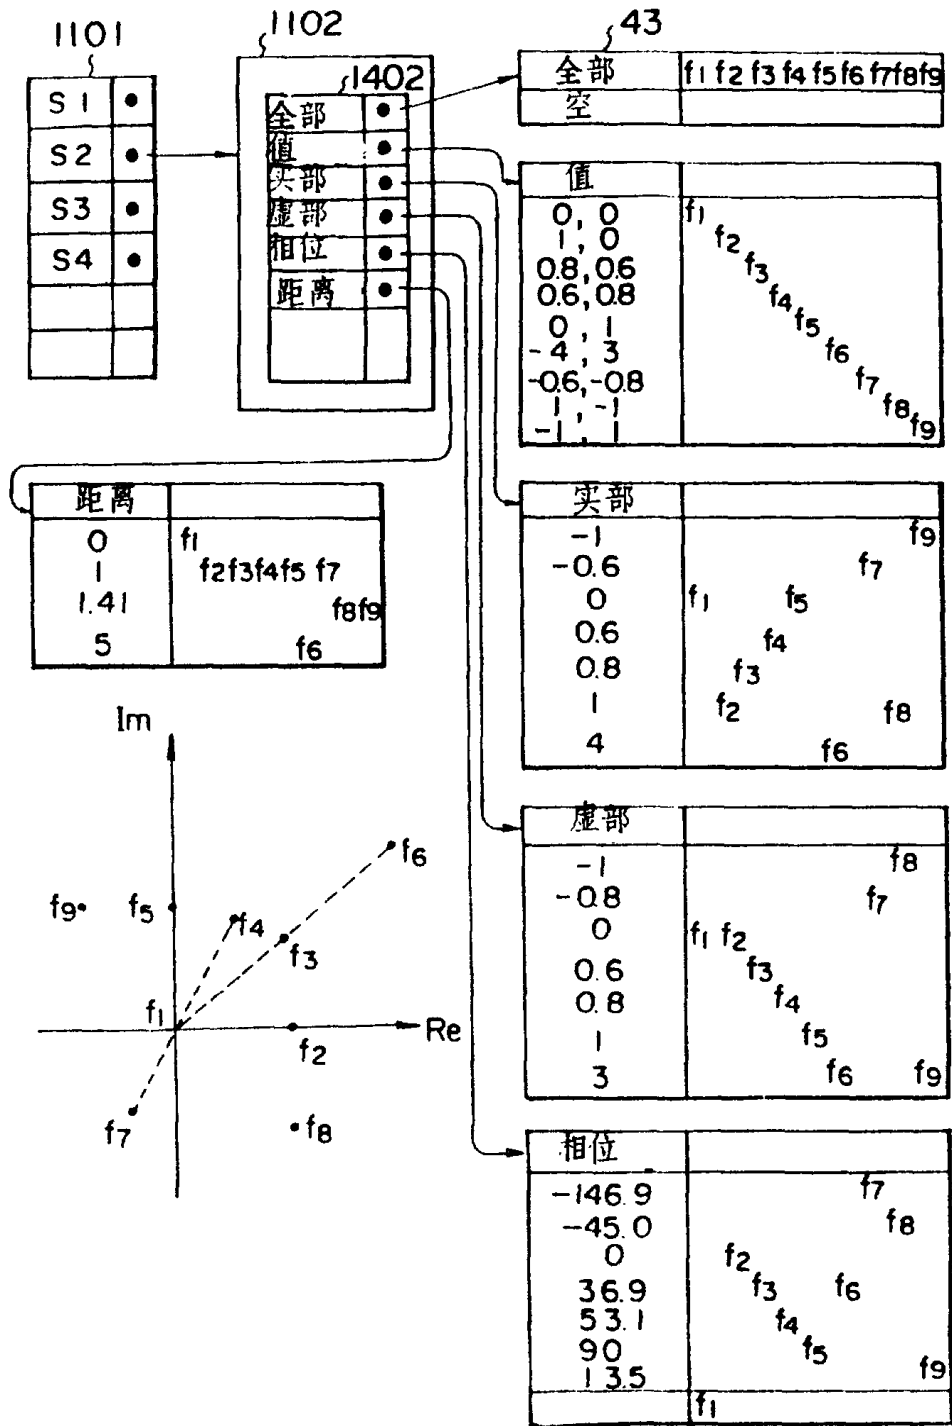 1101
1102
43
1402
S1
S2
S3
S4
全部
值
实部
虚部
相位
距离
全部 f1 f2 f3 f4 f5 f6 f7 f8 f9
空
值
0, 0 f1
1, 0 f2
0.8, 0.6 f3
0.6, 0.8 f4
0, 1 f5
-4, 3 f6
-0.6, -0.8 f7
1, -1 f8
-1, 1 f9
距离
0 f1
1 f2 f3 f4 f5 f7
1.41 f8 f9
5 f6
实部
-1 f9
-0.6 f7
0 f1 f5
0.6 f4
0.8 f3
1 f2 f8
4 f6
Im
f6
f9 f5 f4
f3
f1 Re
f2
f7 f8
虚部
-1 f8
-0.8 f7
0 f1 f2
0.6 f3
0.8 f4
1 f5
3 f6 f9
相位
-146.9 f7
-45.0 f8
0 f2
36.9 f3 f6
53.1 f4
90 f5
13.5 f9
f1